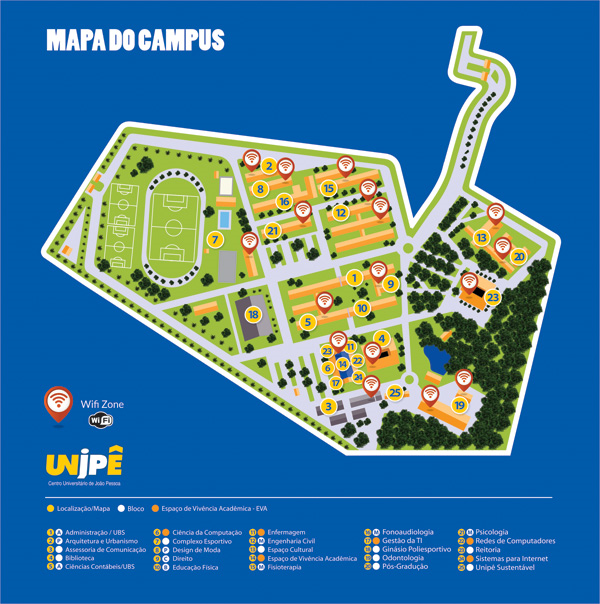 MAPA DO CAMPUS
2
8
15
16
12
21
7
13
20
1
9
23
10
5
18
11
4
23
22
14
6
24
17
25
3
19
Wifi Zone
Wi Fi
UNIPÊ
Centro Universitário de João Pessoa
Localização/Mapa Bloco Espaço de Vivência Acadêmica - EVA
1 A Administração / UBS
2 P Arquitetura e Urbanismo
3 Assessoria de Comunicação
4 Biblioteca
5 A Ciências Contábeis/UBS
6 Ciência da Computação
7 Complexo Esportivo
8 P Design de Moda
9 C Direito
10 B Educação Física
11 Enfermagem
12 M Engenharia Civil
13 Espaço Cultural
14 Espaço de Vivência Acadêmica
15 M Fisioterapia
16 M Fonoaudiologia
17 Gestão da TI
18 Ginásio Poliesportivo
19 Odontologia
20 Pós-Gradução
21 M Psicologia
22 Redes de Computadores
23 Reitoria
Sistemas para Internet
25 Unipê Sustentável